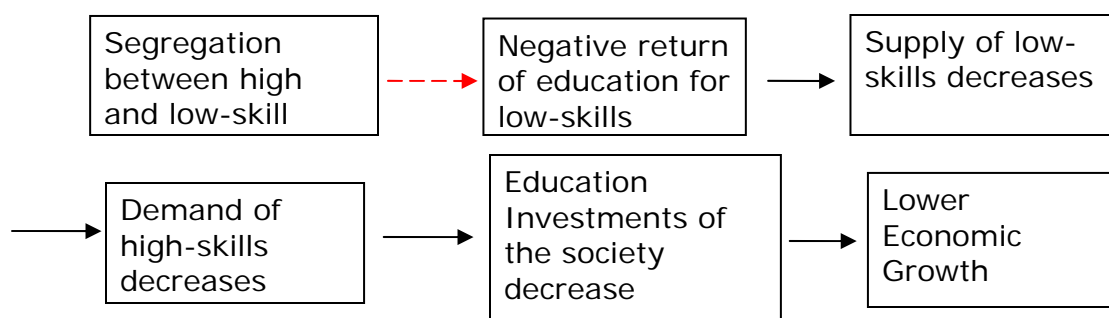 Segregation
between high
and low-skill
Negative return
of education for
low-skills
Supply of low-
skills decreases
Demand of
high-skills
decreases
Education
Investments of
the society
decrease
Lower
Economic
Growth